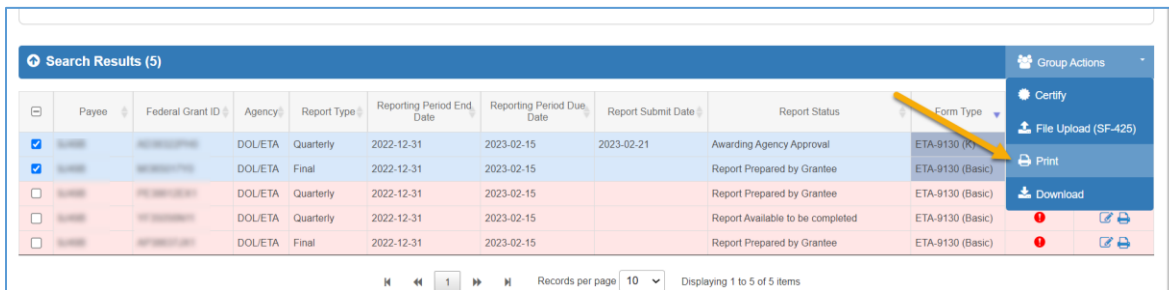 Search Results (5)
Group Actions
Certify
File Upload (SF-425)
Print
Download
Payee Federal Grant ID Agency Report Type Reporting Period End Date Reporting Period Due Date Report Submit Date Report Status Form Type
DOL/ETA Quarterly 2022-12-31 2023-02-15 2023-02-21 Awarding Agency Approval ETA-9130 (K)
DOL/ETA Final 2022-12-31 2023-02-15 Report Prepared by Grantee ETA-9130 (Basic)
DOL/ETA Quarterly 2022-12-31 2023-02-15 Report Prepared by Grantee ETA-9130 (Basic)
DOL/ETA Quarterly 2022-12-31 2023-02-15 Report Available to be completed ETA-9130 (Basic)
DOL/ETA Final 2022-12-31 2023-02-15 Report Prepared by Grantee ETA-9130 (Basic)
1 Records per page 10 Displaying 1 to 5 of 5 items